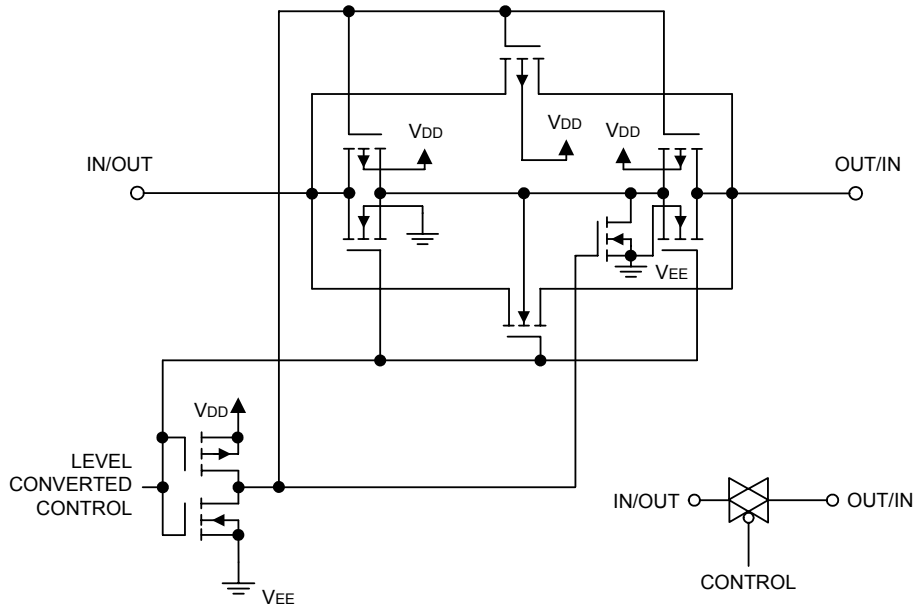 VDD
VDD
VDD
IN/OUT
OUT/IN
VEE
VDD
LEVEL
CONVERTED
CONTROL
VEE
IN/OUT
OUT/IN
CONTROL